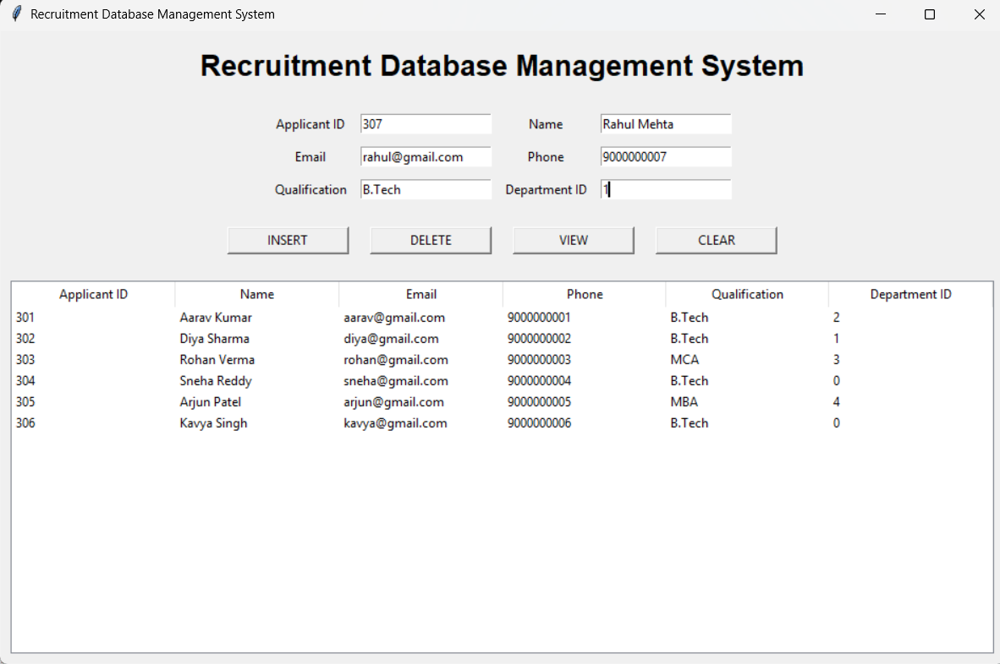 Recruitment Database Management System
Recruitment Database Management System
Applicant ID 307 Name Rahul Mehta
Email rahul@gmail.com Phone 9000000007
Qualification B.Tech Department ID 1
INSERT DELETE VIEW CLEAR
Applicant ID Name Email Phone Qualification Department ID
301 Aarav Kumar aarav@gmail.com 9000000001 B.Tech 2
302 Diya Sharma diya@gmail.com 9000000002 B.Tech 1
303 Rohan Verma rohan@gmail.com 9000000003 MCA 3
304 Sneha Reddy sneha@gmail.com 9000000004 B.Tech 0
305 Arjun Patel arjun@gmail.com 9000000005 MBA 4
306 Kavya Singh kavya@gmail.com 9000000006 B.Tech 0